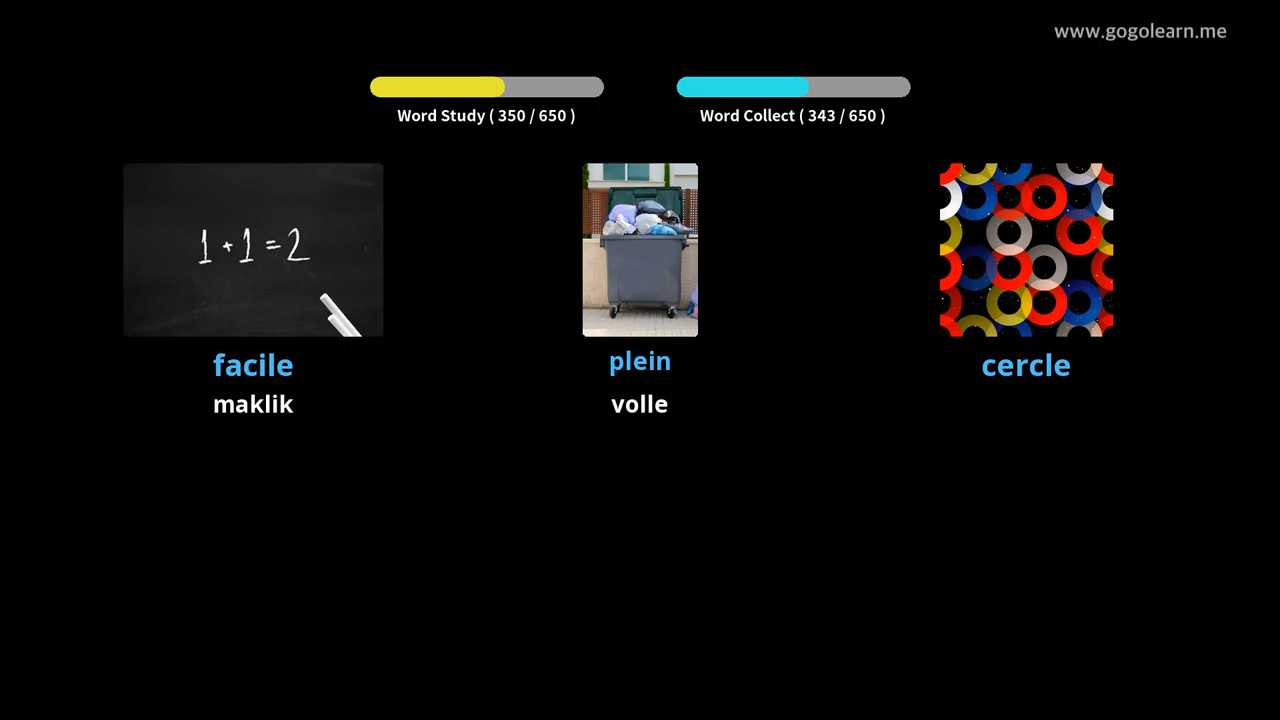 www.gogolearn.me
Word Study ( 350 / 650 )
Word Collect ( 343 / 650 )
1 + 1 = 2
facile
maklik
plein
volle
cercle